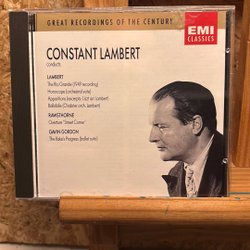 GREAT RECORDINGS OF THE CENTURY
EMI
CLASSICS
CONSTANT LAMBERT
conducts
LAMBERT
The Rio Grande (1949 recording)
Horoscope (orchestral suite)
Apparitions (excerpts: Liszt orr. Lambert)
Ballabile (Chabrier orch. Lambert)
RAWSTHORNE
Overture 'Street Corner'
GAVIN GORDON
The Rake's Progress (ballet suite)